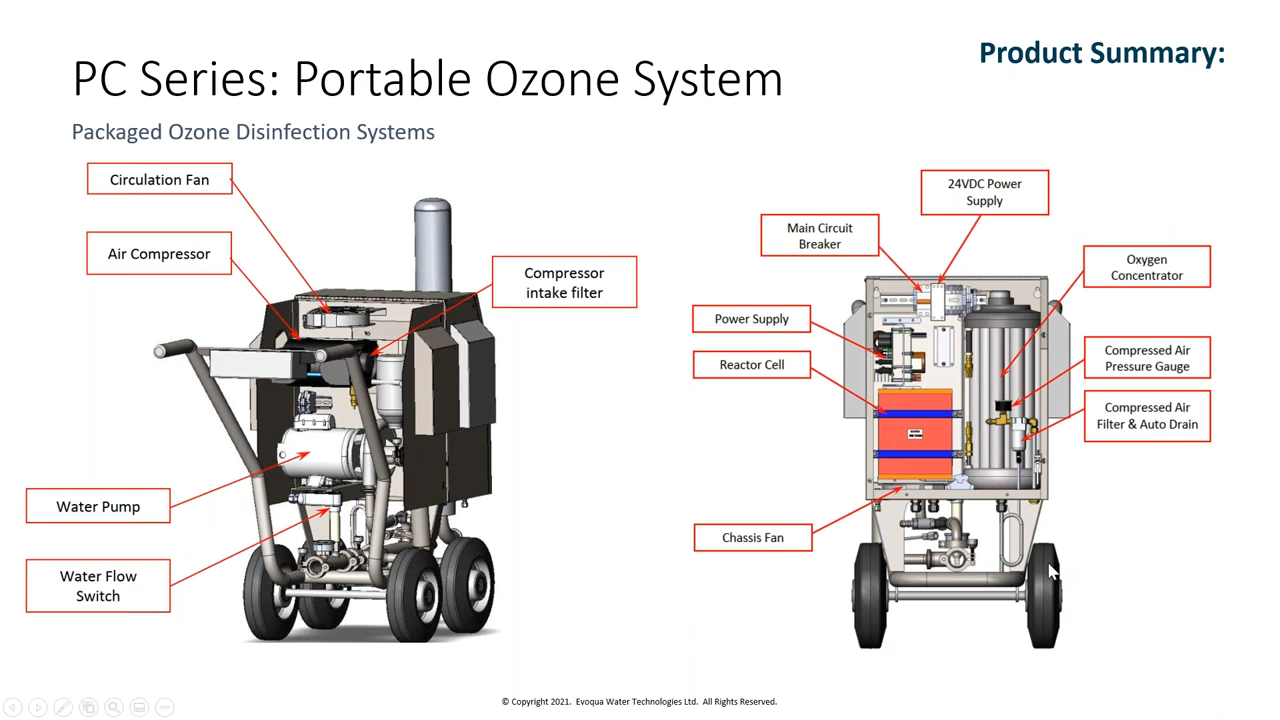 Product Summary:
PC Series: Portable Ozone System
Packaged Ozone Disinfection Systems
Circulation Fan
Air Compressor
Compressor
intake filter
Water Pump
Water Flow
Switch
24VDC Power
Supply
Main Circuit
Breaker
Oxygen
Concentrator
Power Supply
Reactor Cell
Compressed Air
Pressure Gauge
Compressed Air
Filter & Auto Drain
Chassis Fan
© Copyright 2021. Evoqua Water Technologies Ltd. All Rights Reserved.